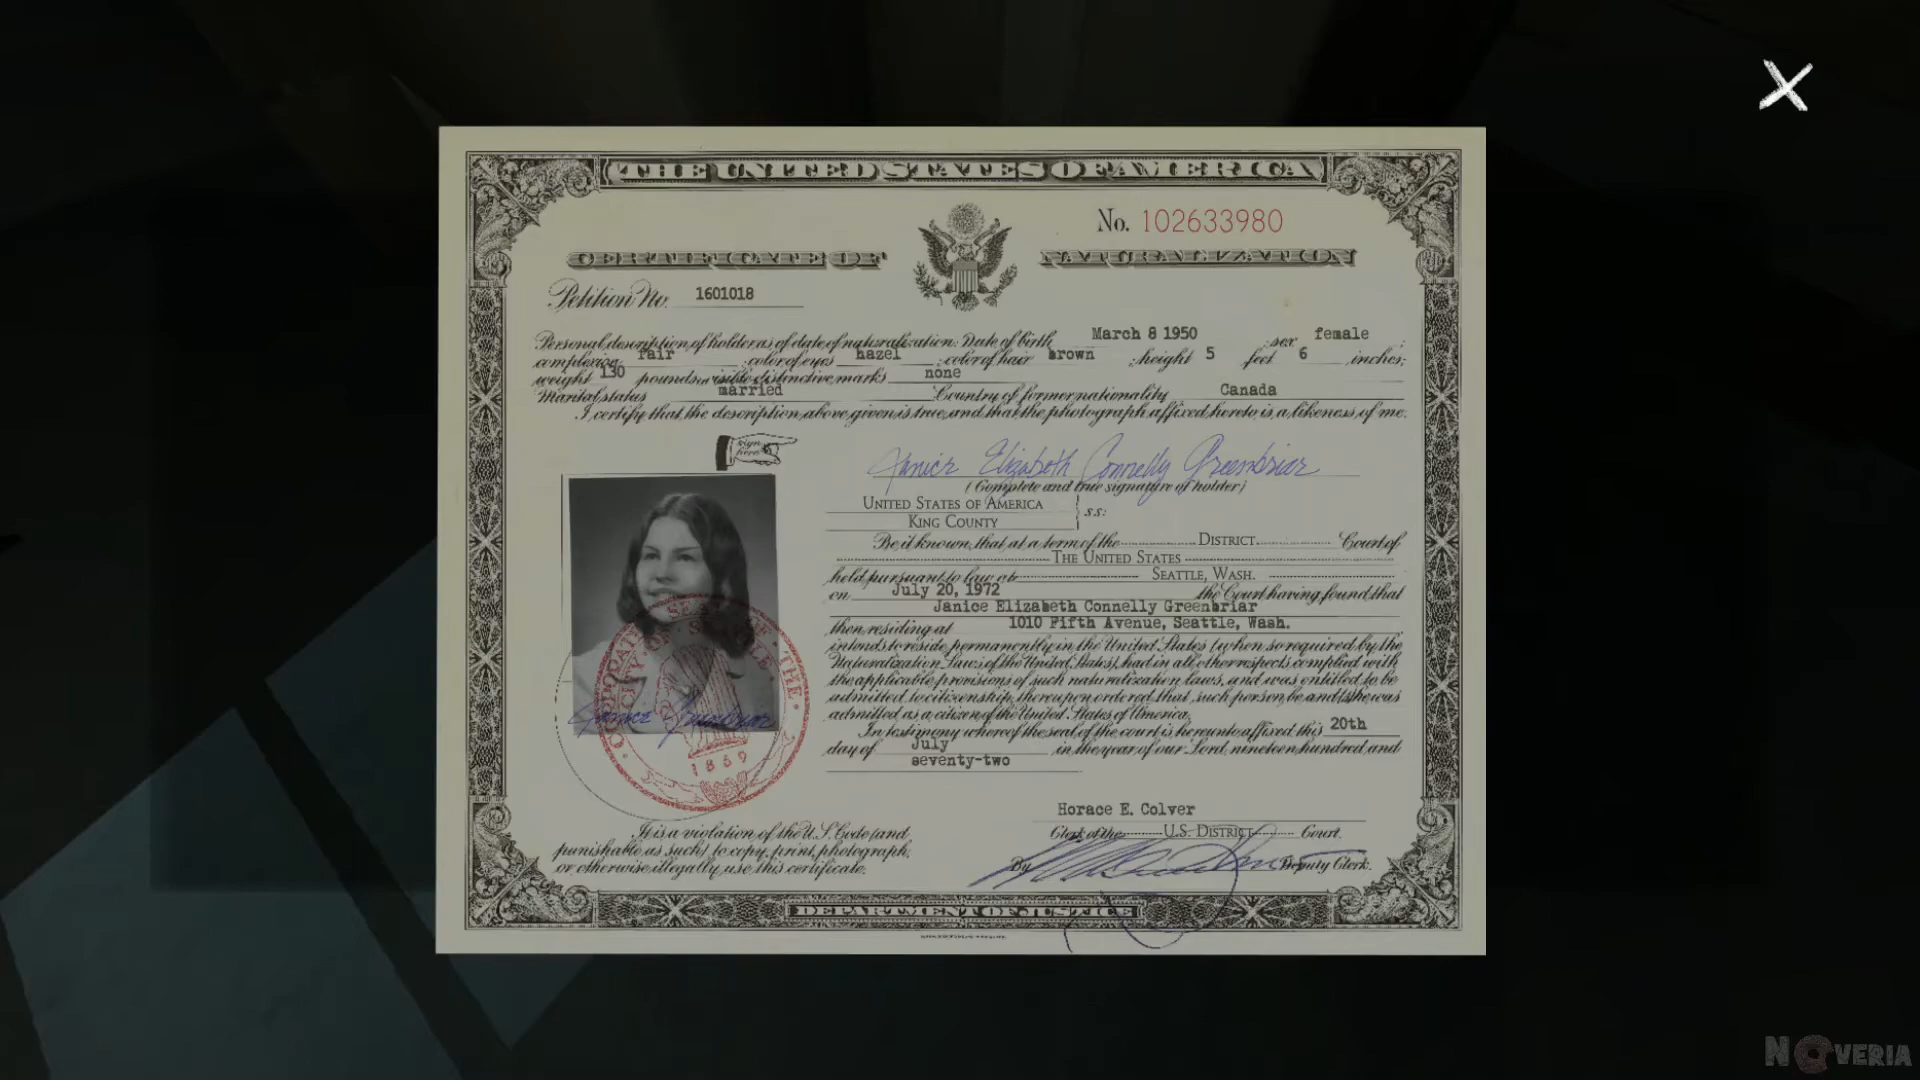 THE UNITED STATES OF AMERICA
No. 102633980
CERTIFICATE OF NATURALIZATION
Petition No. 1601018
Personal description of holder as of date of naturalization: Date of birth March 8 1950 sex female ;
complexion fair color of eyes hazel ; color of hair brown ; height 5 feet 6 inches;
weight 130 pounds; visible distinctive marks none
Marital status married Country of former nationality Canada
I certify that the description above given is true, and that the photograph affixed hereto is a likeness of me.
sign here
Janice Elizabeth Connelly Greenbriar
(Complete and true signature of holder)
UNITED STATES OF AMERICA
KING COUNTY
} s.s:
Be it known, that at a term of the DISTRICT Court of
THE UNITED STATES
held pursuant to law at SEATTLE, WASH.
on July 20, 1972 the Court having found that
Janice Elizabeth Connelly Greenbriar
then residing at 1010 Fifth Avenue, Seattle, Wash.
intends to reside permanently in the United States (when so required by the
Naturalization Laws of the United States), had in all other respects complied with
the applicable provisions of such naturalization laws, and was entitled to be
admitted to citizenship, thereupon ordered that such person be and (s)he was
admitted as a citizen of the United States of America.
In testimony whereof the seal of the court is hereunto affixed this 20th
day of July in the year of our Lord nineteen hundred and
seventy-two
Janice Greenbriar
CORPORATE SEAL OF THE CITY OF SEATTLE
1869
It is a violation of the U.S. Code (and
punishable as such) to copy, print, photograph,
or otherwise illegally use this certificate.
Horace E. Colver
Clerk of the U.S. DISTRICT Court.
By Deputy Clerk.
DEPARTMENT OF JUSTICE
NOVERIA